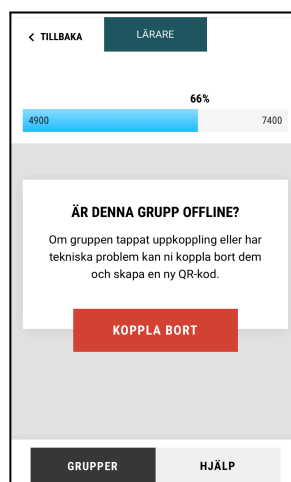 TILLBAKA
LÄRARE
66%
4900
7400
ÄR DENNA GRUPP OFFLINE?
Om gruppen tappat uppkoppling eller har
tekniska problem kan ni koppla bort dem
och skapa en ny QR-kod.
KOPPLA BORT
GRUPPER
HJÄLP